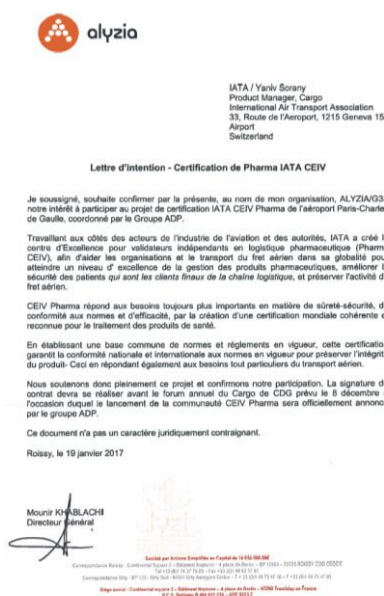 alyzia
IATA / Yaniv Sorany
Product Manager, Cargo
International Air Transport Association
33, Route de l'Aeroport, 1215 Geneva 15
Airport
Switzerland
Lettre d'intention - Certification de Pharma IATA CEIV
Je soussigné, souhaite confirmer par la présente, au nom de mon organisation, ALYZIA/G3
notre intérêt à participer au projet de certification IATA CEIV Pharma de l'aéroport Paris-Charle
de Gaulle, coordonné par le Groupe ADP.
Travaillant aux côtés des acteurs de l'industrie de l'aviation et des autorités, IATA a créé l
centre d'Excellence pour validateurs indépendants en logistique pharmaceutique (Pharm
CEIV), afin d'aider les organisations et le transport du fret aérien dans sa globalité pou
atteindre un niveau d' excellence de la gestion des produits pharmaceutiques, améliorer l
sécurité des patients qui sont les clients finaux de la chaîne logistique, et préserver l'activité d
fret aérien.
CEIV Pharma répond aux besoins toujours plus importants en matière de sûreté-sécurité, d
conformité aux normes et d'efficacité, par la création d'une certification mondiale cohérente e
reconnue pour le traitement des produits de santé.
En établissant une base commune de normes et règlements en vigueur, cette certificatio
garantit la conformité nationale et internationale aux normes en vigueur pour préserver l'intégrit
du produit- Ceci en répondant également aux besoins tout particuliers du transport aérien.
Nous soutenons donc pleinement ce projet et confirmons notre participation. La signature d
contrat devra se réaliser avant le forum annuel du Cargo de CDG prévu le 8 décembre
l'occasion duquel le lancement de la communauté CEIV Pharma sera officiellement annonc
par le groupe ADP.
Ce document n'a pas un caractère juridiquement contraignant.
Roissy, le 19 janvier 2017
Mounir KHABLACHI
Directeur Général
Société par Actions Simplifiée au Capital de